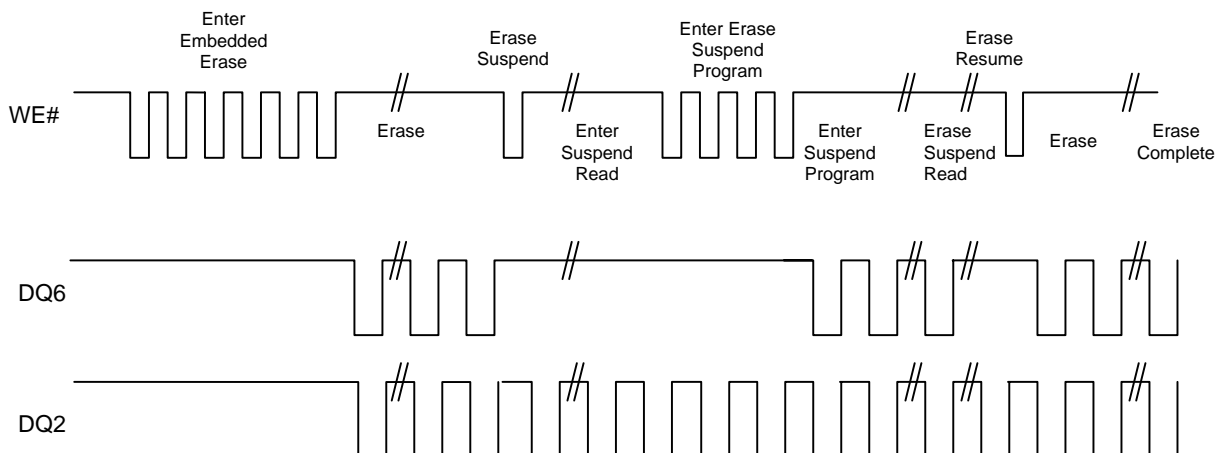 Enter
Embedded
Erase
Erase
Suspend
Enter Erase
Suspend
Program
Erase
Resume
WE#
Erase
Enter
Suspend
Read
Enter
Suspend
Program
Erase
Suspend
Read
Erase
Erase
Complete
DQ6
DQ2